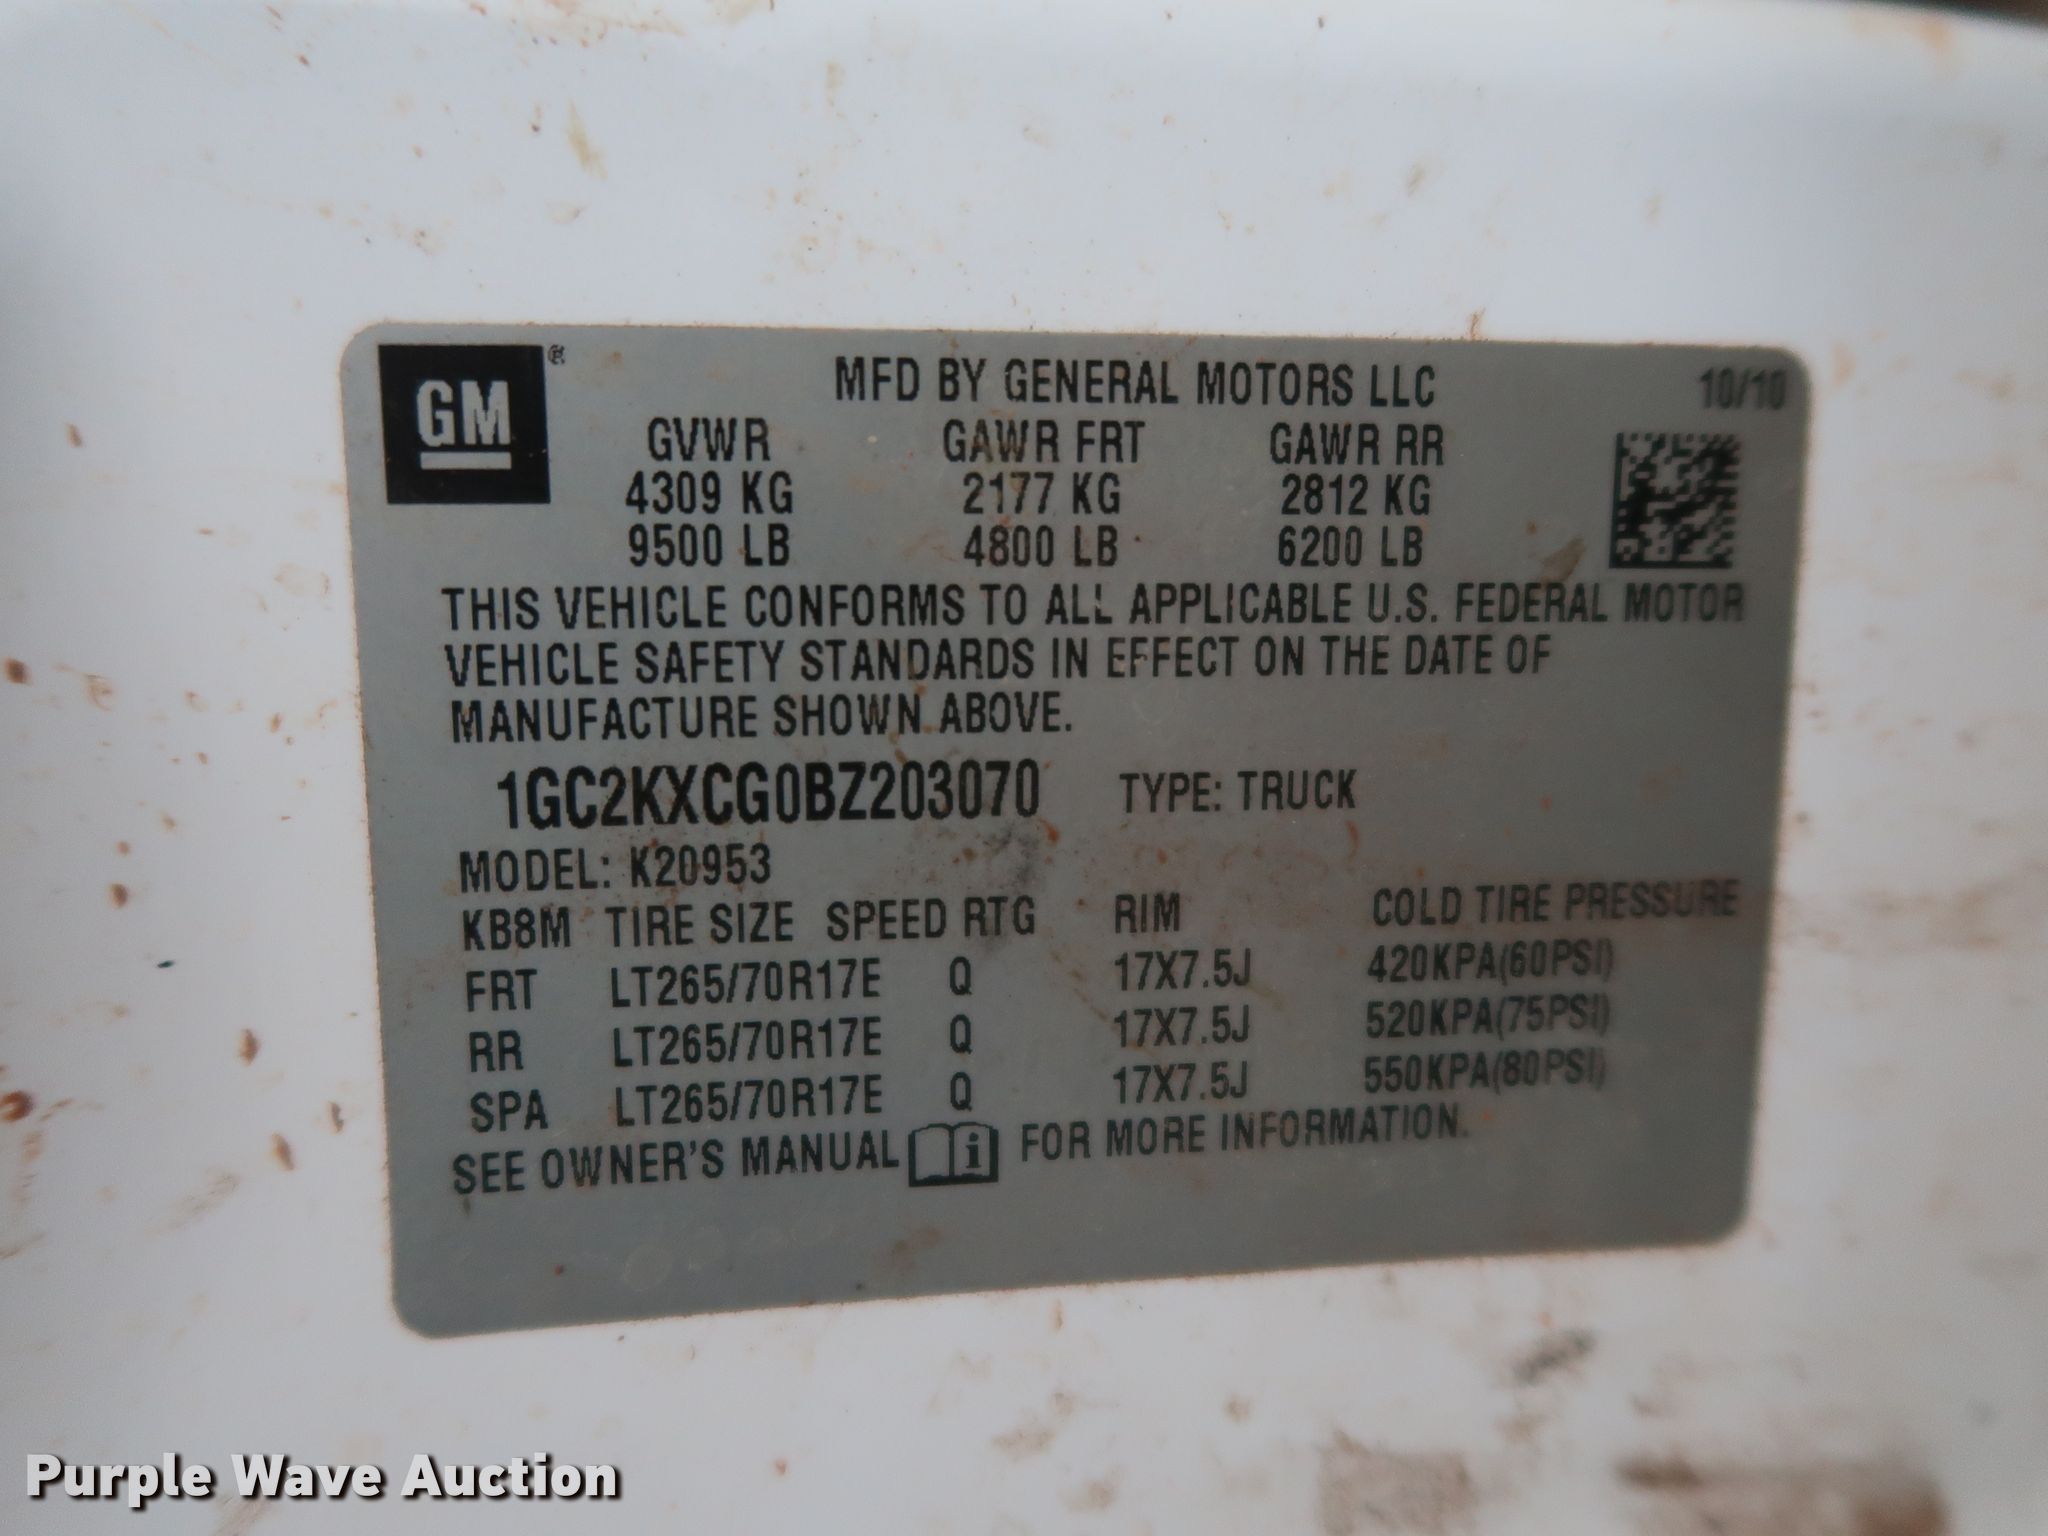 GM®
MFD BY GENERAL MOTORS LLC 10/10
GVWR GAWR FRT GAWR RR
4309 KG 2177 KG 2812 KG
9500 LB 4800 LB 6200 LB
THIS VEHICLE CONFORMS TO ALL APPLICABLE U.S. FEDERAL MOTOR
VEHICLE SAFETY STANDARDS IN EFFECT ON THE DATE OF
MANUFACTURE SHOWN ABOVE.
1GC2KXCG0BZ203070 TYPE: TRUCK
MODEL: K20953
KB8M TIRE SIZE SPEED RTG RIM COLD TIRE PRESSURE
FRT LT265/70R17E Q 17X7.5J 420KPA(60PSI)
RR LT265/70R17E Q 17X7.5J 520KPA(75PSI)
SPA LT265/70R17E Q 17X7.5J 550KPA(80PSI)
SEE OWNER'S MANUAL i FOR MORE INFORMATION.
Purple Wave Auction